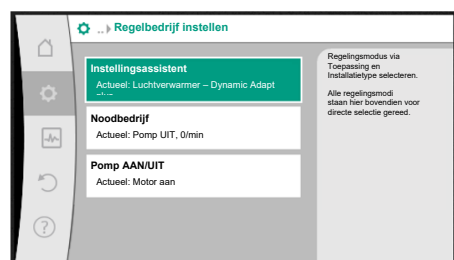 .. Regelbedrijf instellen
Instellingsassistent
Actueel: Luchtverwarmer – Dynamic Adapt
Noodbedrijf
Actueel: Pomp UIT, 0/min
Pomp AAN/UIT
Actueel: Motor aan
Regelingsmodus via
Toepassing en
Installatietype selecteren.
Alle regelingsmodi
staan hier bovendien voor
directe selectie gereed.
?